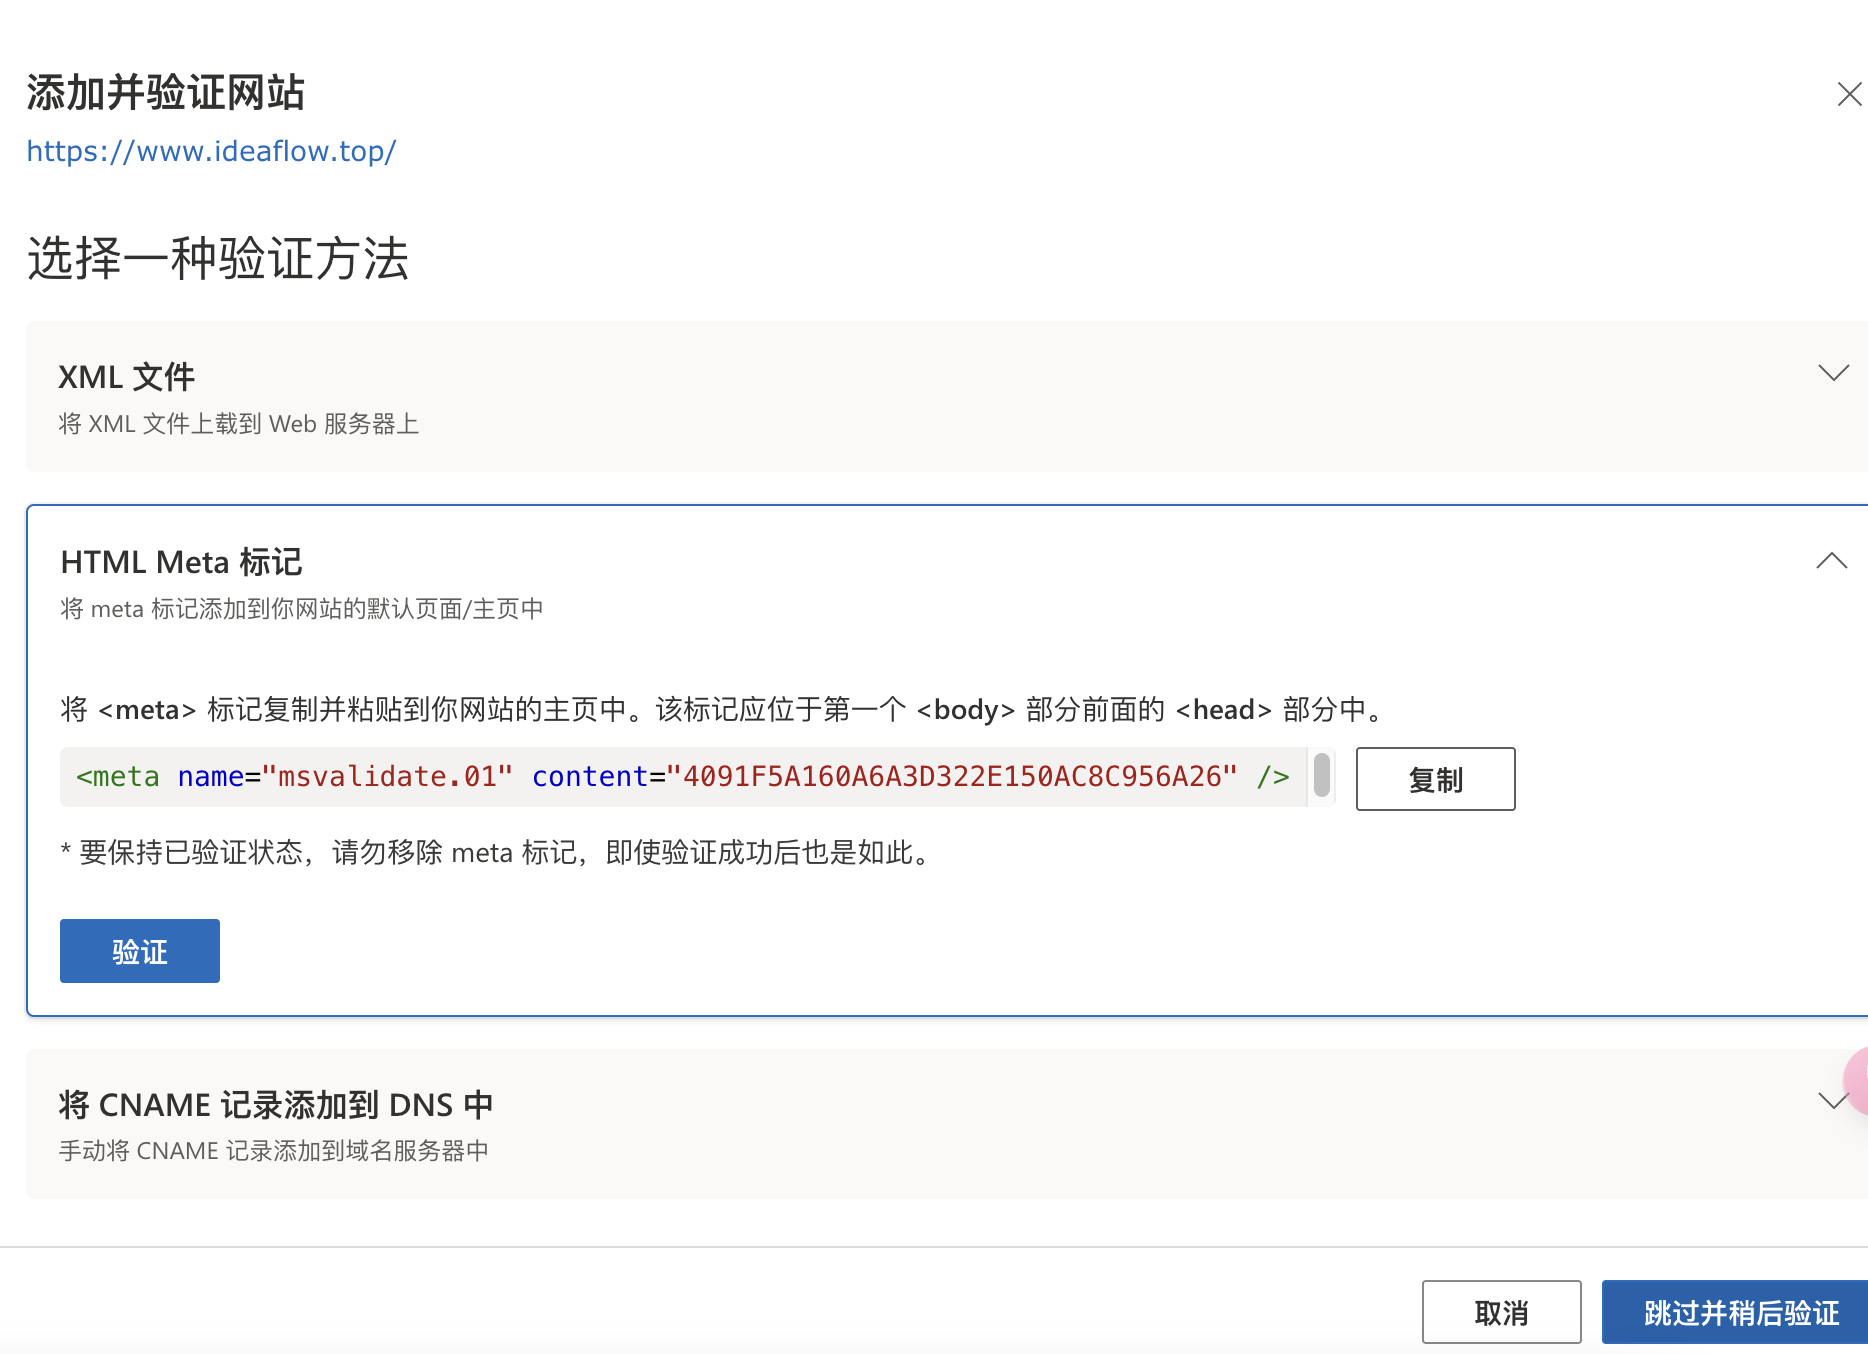 添加并验证网站
https://www.ideaflow.top/
选择一种验证方法
XML 文件
将 XML 文件上载到 Web 服务器上
HTML Meta 标记
将 meta 标记添加到你网站的默认页面/主页中
将 <meta> 标记复制并粘贴到你网站的主页中。该标记应位于第一个 <body> 部分前面的 <head> 部分中。
<meta name="msvalidate.01" content="4091F5A160A6A3D322E150AC8C956A26" />
复制
* 要保持已验证状态，请勿移除 meta 标记，即使验证成功后也是如此。
验证
将 CNAME 记录添加到 DNS 中
手动将 CNAME 记录添加到域名服务器中
取消
跳过并稍后验证